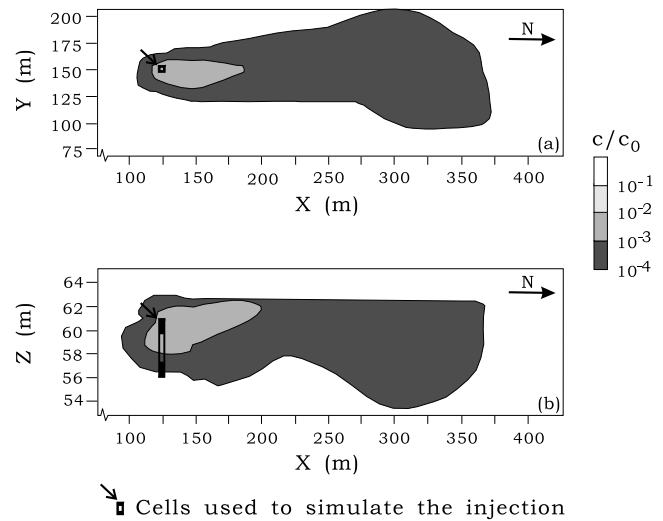 200
175
150
125
100
75
Y (m)
N
(a)
100 150 200 250 300 350 400
X (m)
c/c0
10-1
10-2
10-3
10-4
64
62
60
58
56
54
Z (m)
N
(b)
100 150 200 250 300 350 400
X (m)
Cells used to simulate the injection